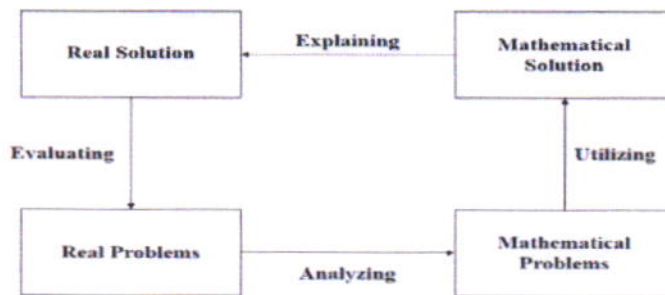 Real Solution
Explaining
Mathematical
Solution
Evaluating
Utilizing
Real Problems
Analyzing
Mathematical
Problems